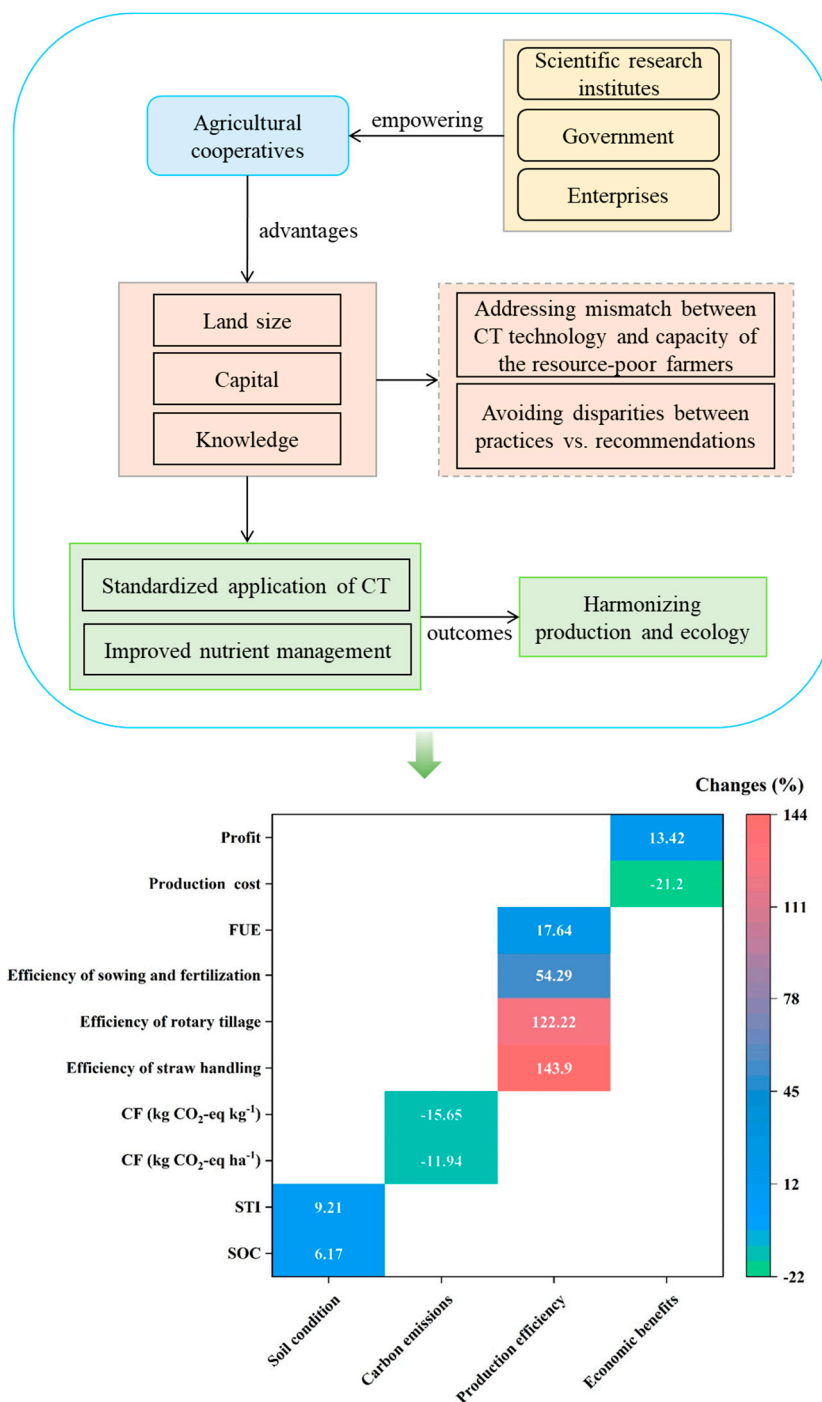 Scientific research
institutes
Agricultural
cooperatives
empowering
Government
Enterprises
advantages
Land size
Capital
Knowledge
Addressing mismatch between
CT technology and capacity of
the resource-poor farmers
Avoiding disparities between
practices vs. recommendations
Standardized application of CT
Improved nutrient management
outcomes
Harmonizing
production and ecology
Changes (%)
Profit
Production cost
FUE
Efficiency of sowing and fertilization
Efficiency of rotary tillage
Efficiency of straw handling
CF (kg CO₂-eq kg⁻¹)
CF (kg CO₂-eq ha⁻¹)
STI
SOC
13.42
-21.2
17.64
54.29
122.22
143.9
-15.65
-11.94
9.21
6.17
144
111
78
45
12
-22
Soil condition
Carbon emissions
Production efficiency
Economic benefits